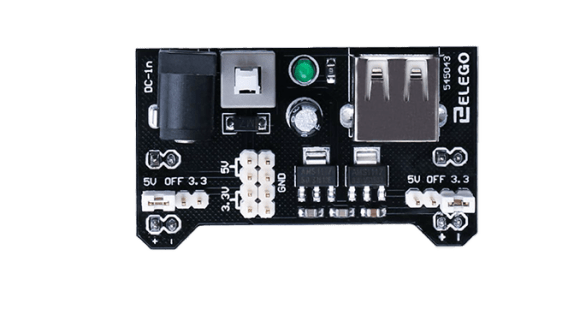 DC-In
545043
ELEGO
5V
GND
3.3V
5V OFF 3.3
5V OFF 3.3
+ -
+ -